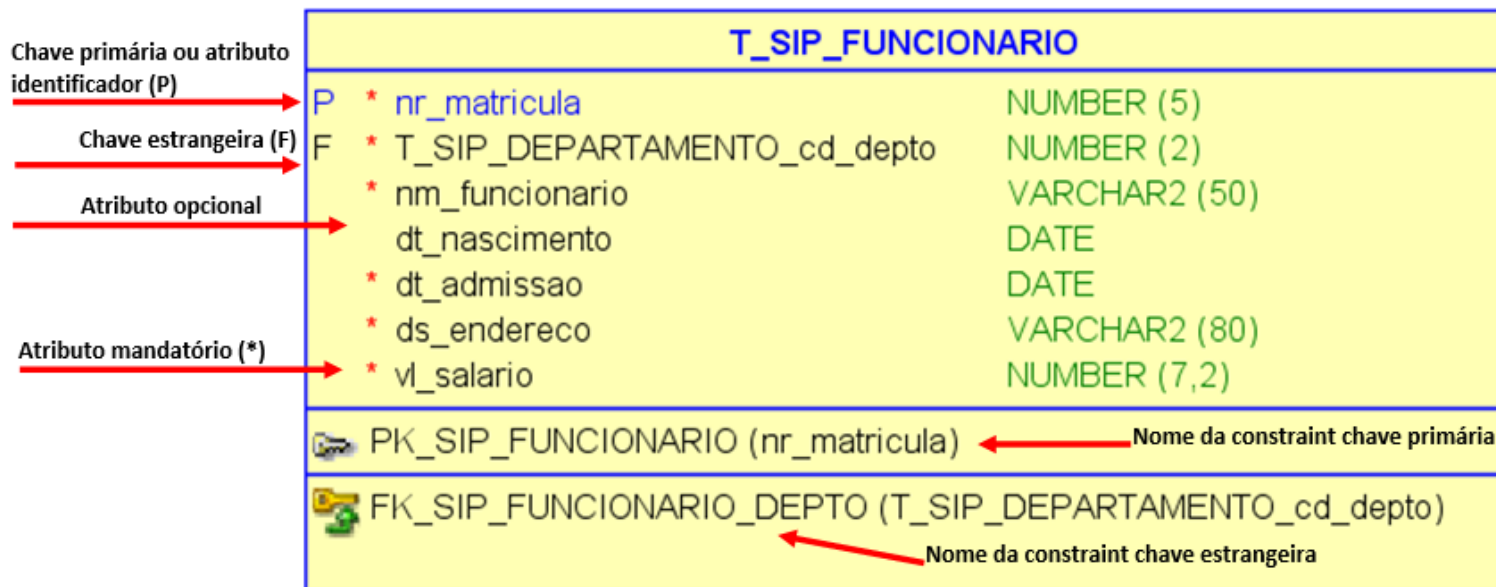 T_SIP_FUNCIONARIO
Chave primária ou atributo
identificador (P)
P * nr_matricula NUMBER (5)
Chave estrangeira (F)
F * T_SIP_DEPARTAMENTO_cd_depto NUMBER (2)
* nm_funcionario VARCHAR2 (50)
Atributo opcional
dt_nascimento DATE
* dt_admissao DATE
* ds_endereco VARCHAR2 (80)
Atributo mandatório (*)
* vl_salario NUMBER (7,2)
PK_SIP_FUNCIONARIO (nr_matricula)
Nome da constraint chave primária
FK_SIP_FUNCIONARIO_DEPTO (T_SIP_DEPARTAMENTO_cd_depto)
Nome da constraint chave estrangeira